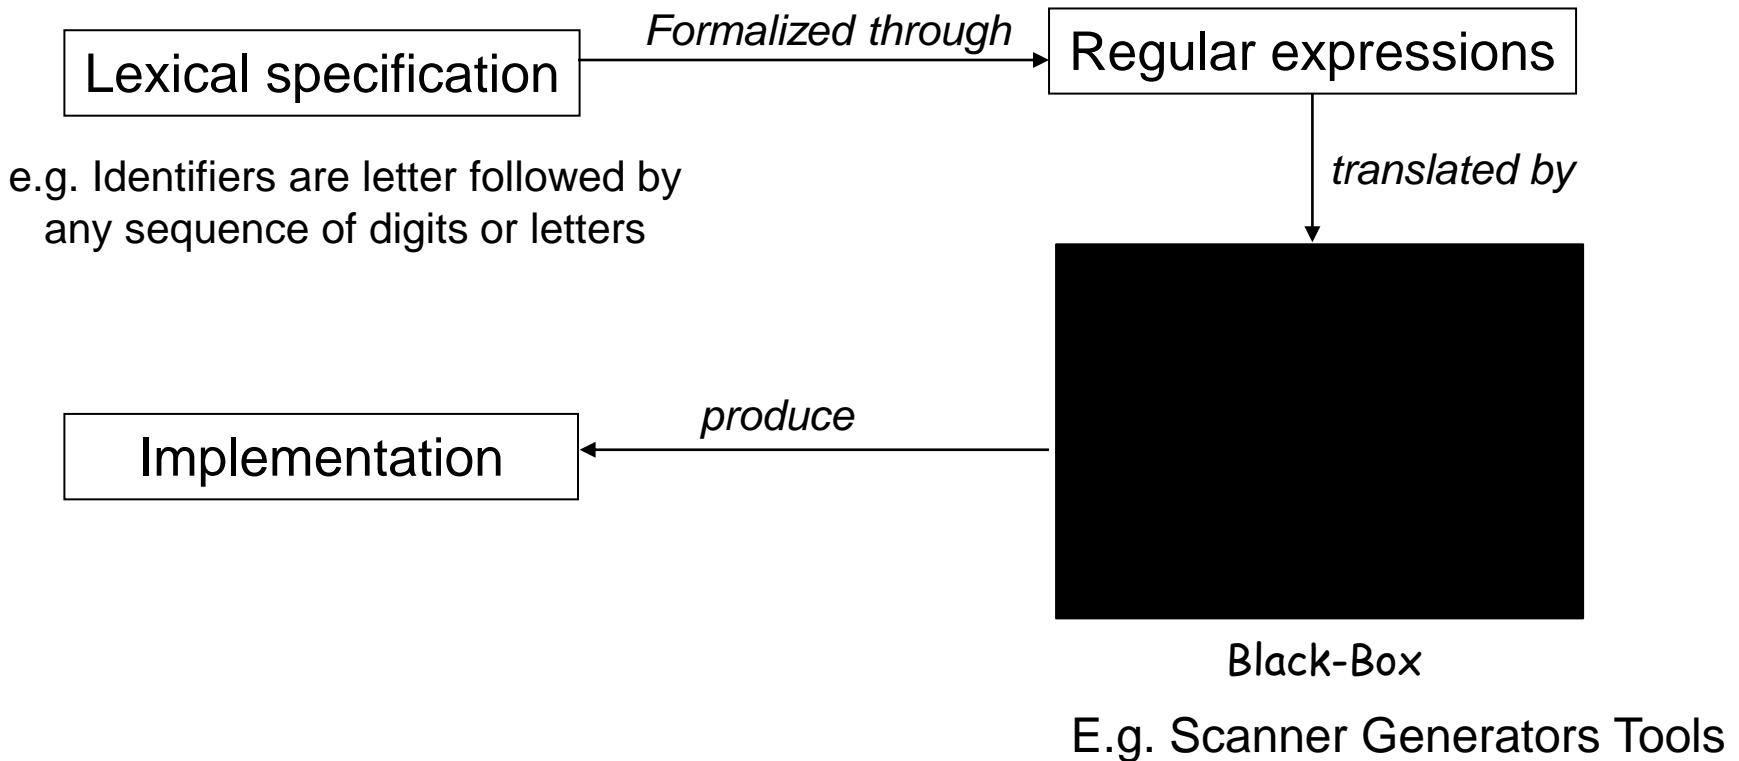 Formalized through
Lexical specification
Regular expressions
e.g. Identifiers are letter followed by
any sequence of digits or letters
translated by
produce
Implementation
Black-Box
E.g. Scanner Generators Tools